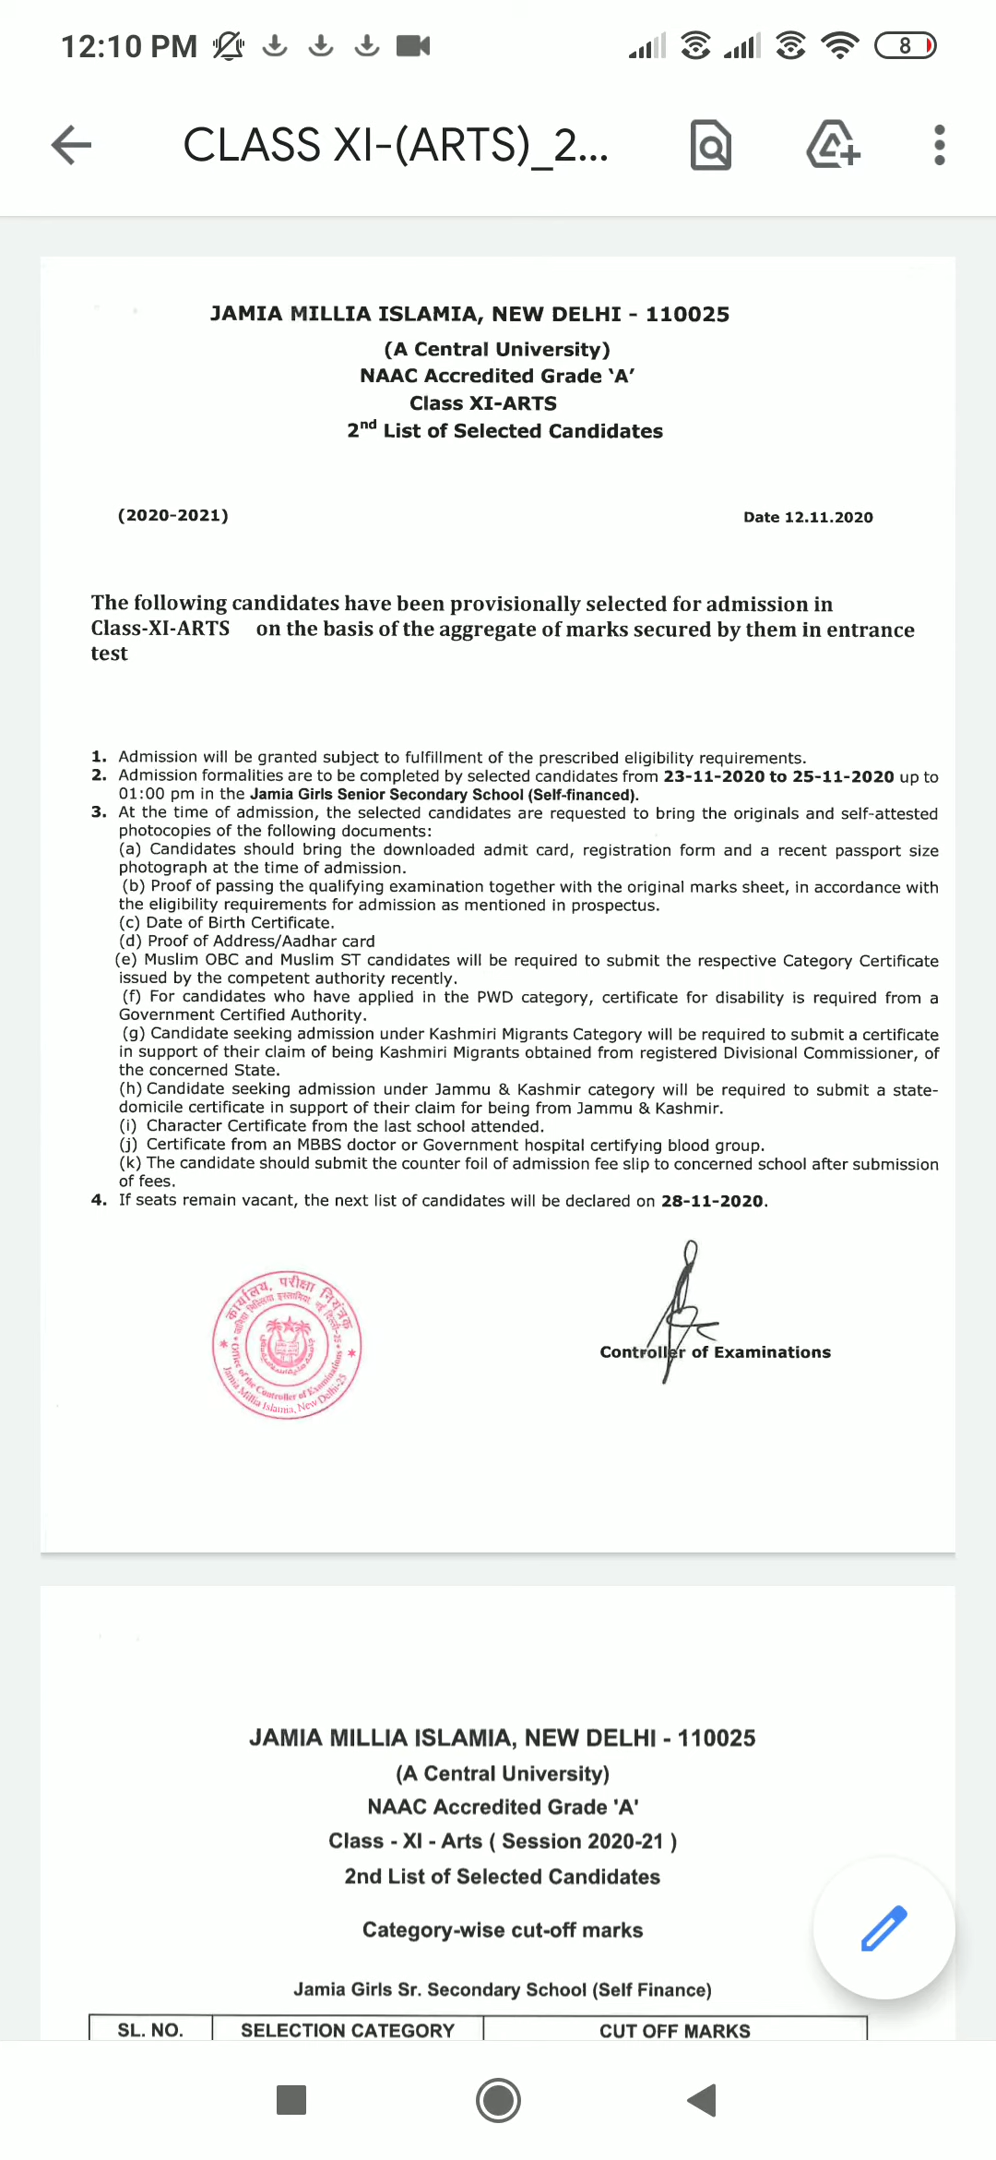 12:10 PM
8
CLASS XI-(ARTS)_2...
JAMIA MILLIA ISLAMIA, NEW DELHI - 110025
(A Central University)
NAAC Accredited Grade ‘A’
Class XI-ARTS
2nd List of Selected Candidates
(2020-2021)
Date 12.11.2020
The following candidates have been provisionally selected for admission in
Class-XI-ARTS on the basis of the aggregate of marks secured by them in entrance
test
1. Admission will be granted subject to fulfillment of the prescribed eligibility requirements.
2. Admission formalities are to be completed by selected candidates from 23-11-2020 to 25-11-2020 up to
01:00 pm in the Jamia Girls Senior Secondary School (Self-financed).
3. At the time of admission, the selected candidates are requested to bring the originals and self-attested
photocopies of the following documents:
(a) Candidates should bring the downloaded admit card, registration form and a recent passport size
photograph at the time of admission.
(b) Proof of passing the qualifying examination together with the original marks sheet, in accordance with
the eligibility requirements for admission as mentioned in prospectus.
(c) Date of Birth Certificate.
(d) Proof of Address/Aadhar card
(e) Muslim OBC and Muslim ST candidates will be required to submit the respective Category Certificate
issued by the competent authority recently.
(f) For candidates who have applied in the PWD category, certificate for disability is required from a
Government Certified Authority.
(g) Candidate seeking admission under Kashmiri Migrants Category will be required to submit a certificate
in support of their claim of being Kashmiri Migrants obtained from registered Divisional Commissioner, of
the concerned State.
(h) Candidate seeking admission under Jammu & Kashmir category will be required to submit a state-
domicile certificate in support of their claim for being from Jammu & Kashmir.
(i) Character Certificate from the last school attended.
(j) Certificate from an MBBS doctor or Government hospital certifying blood group.
(k) The candidate should submit the counter foil of admission fee slip to concerned school after submission
of fees.
4. If seats remain vacant, the next list of candidates will be declared on 28-11-2020.
कार्यालय, परीक्षा नियंत्रक
Office of the Controller of Examinations
Jamia Millia Islamia, New Delhi-25
Controller of Examinations
JAMIA MILLIA ISLAMIA, NEW DELHI - 110025
(A Central University)
NAAC Accredited Grade 'A'
Class - XI - Arts ( Session 2020-21 )
2nd List of Selected Candidates
Category-wise cut-off marks
Jamia Girls Sr. Secondary School (Self Finance)
SL. NO. SELECTION CATEGORY CUT OFF MARKS